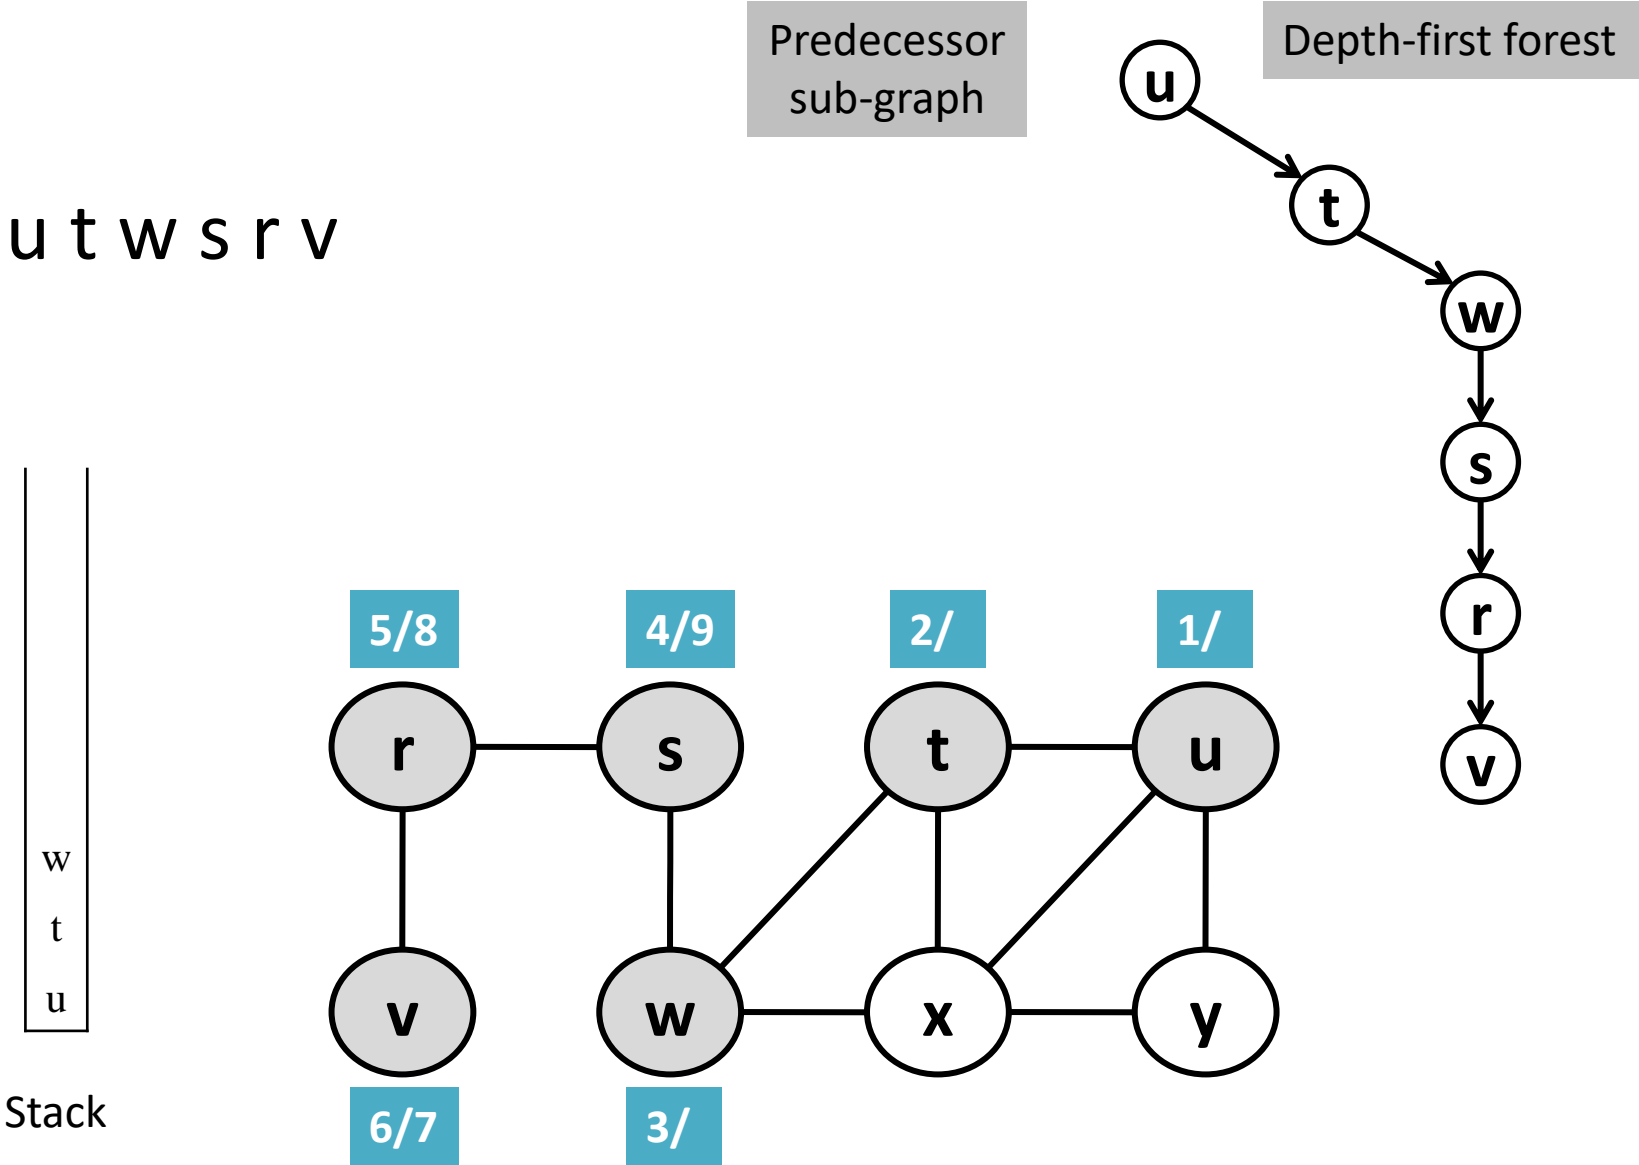 Predecessor
sub-graph
Depth-first forest
u
t
u t w s r v
w
s
r
v
5/8
4/9
2/
1/
r
s
t
u
w
t
u
v
w
x
y
Stack
6/7
3/